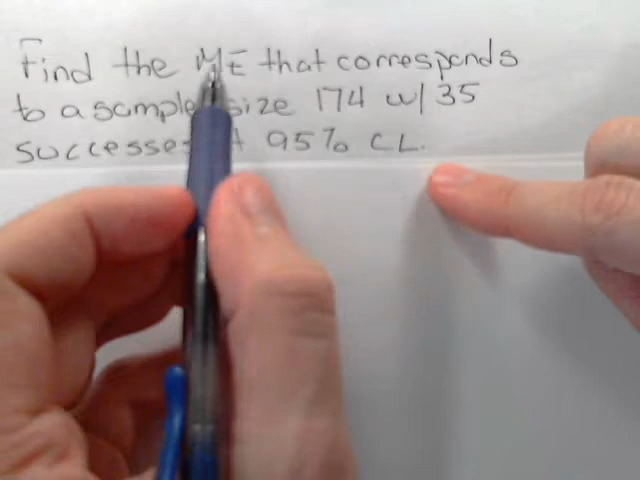 Find the ME that corresponds
to a sample size 174 w/ 35
successes 95% CL.